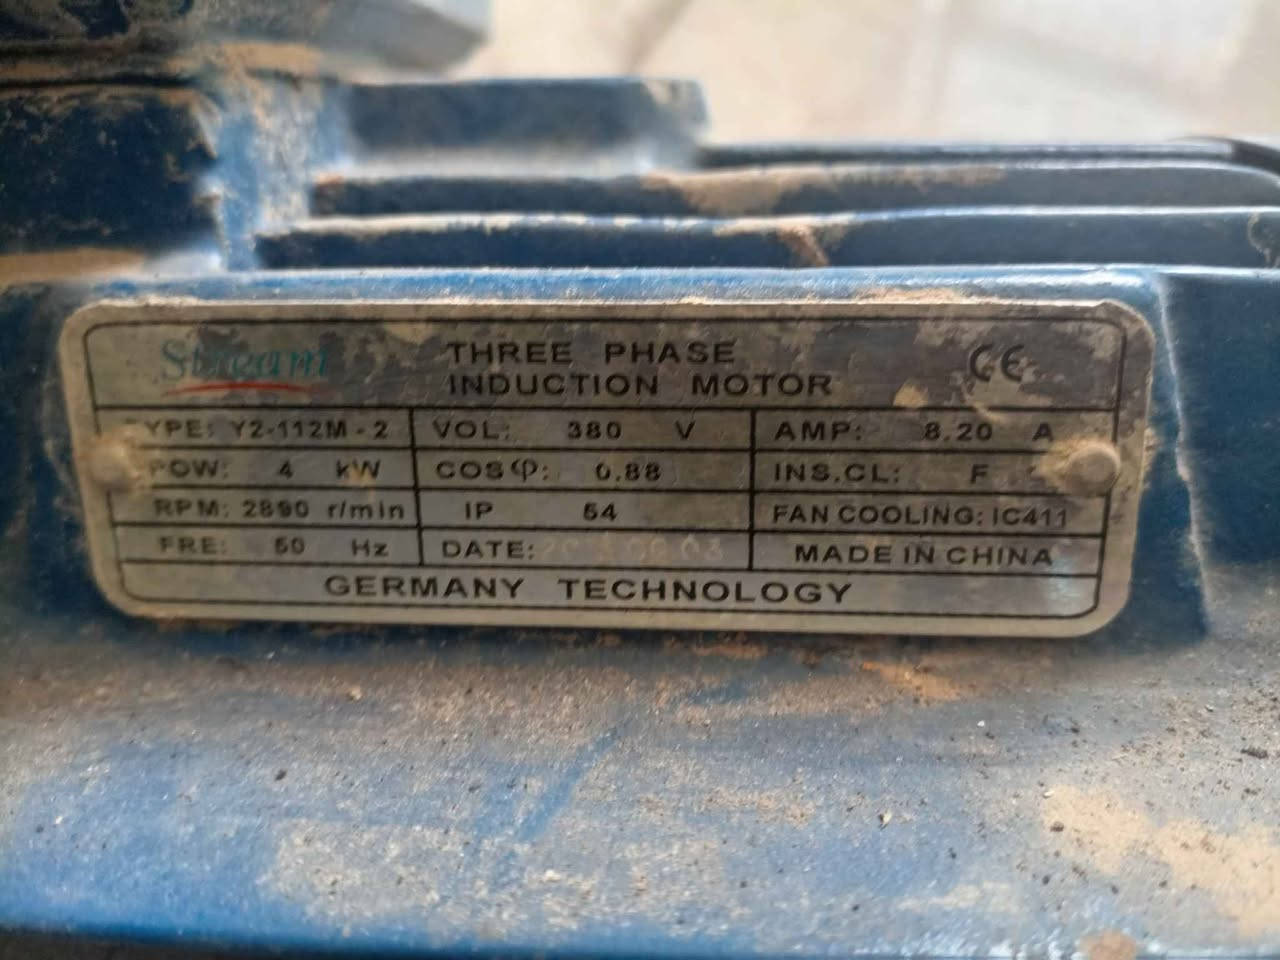 Stream
THREE PHASE
INDUCTION MOTOR
CE
TYPE: Y2-112M-2 VOL: 380 V AMP: 8.20 A
POW: 4 kW COSφ: 0.88 INS.CL: F
RPM: 2890 r/min IP 54 FAN COOLING: IC411
FRE: 50 Hz DATE: MADE IN CHINA
GERMANY TECHNOLOGY